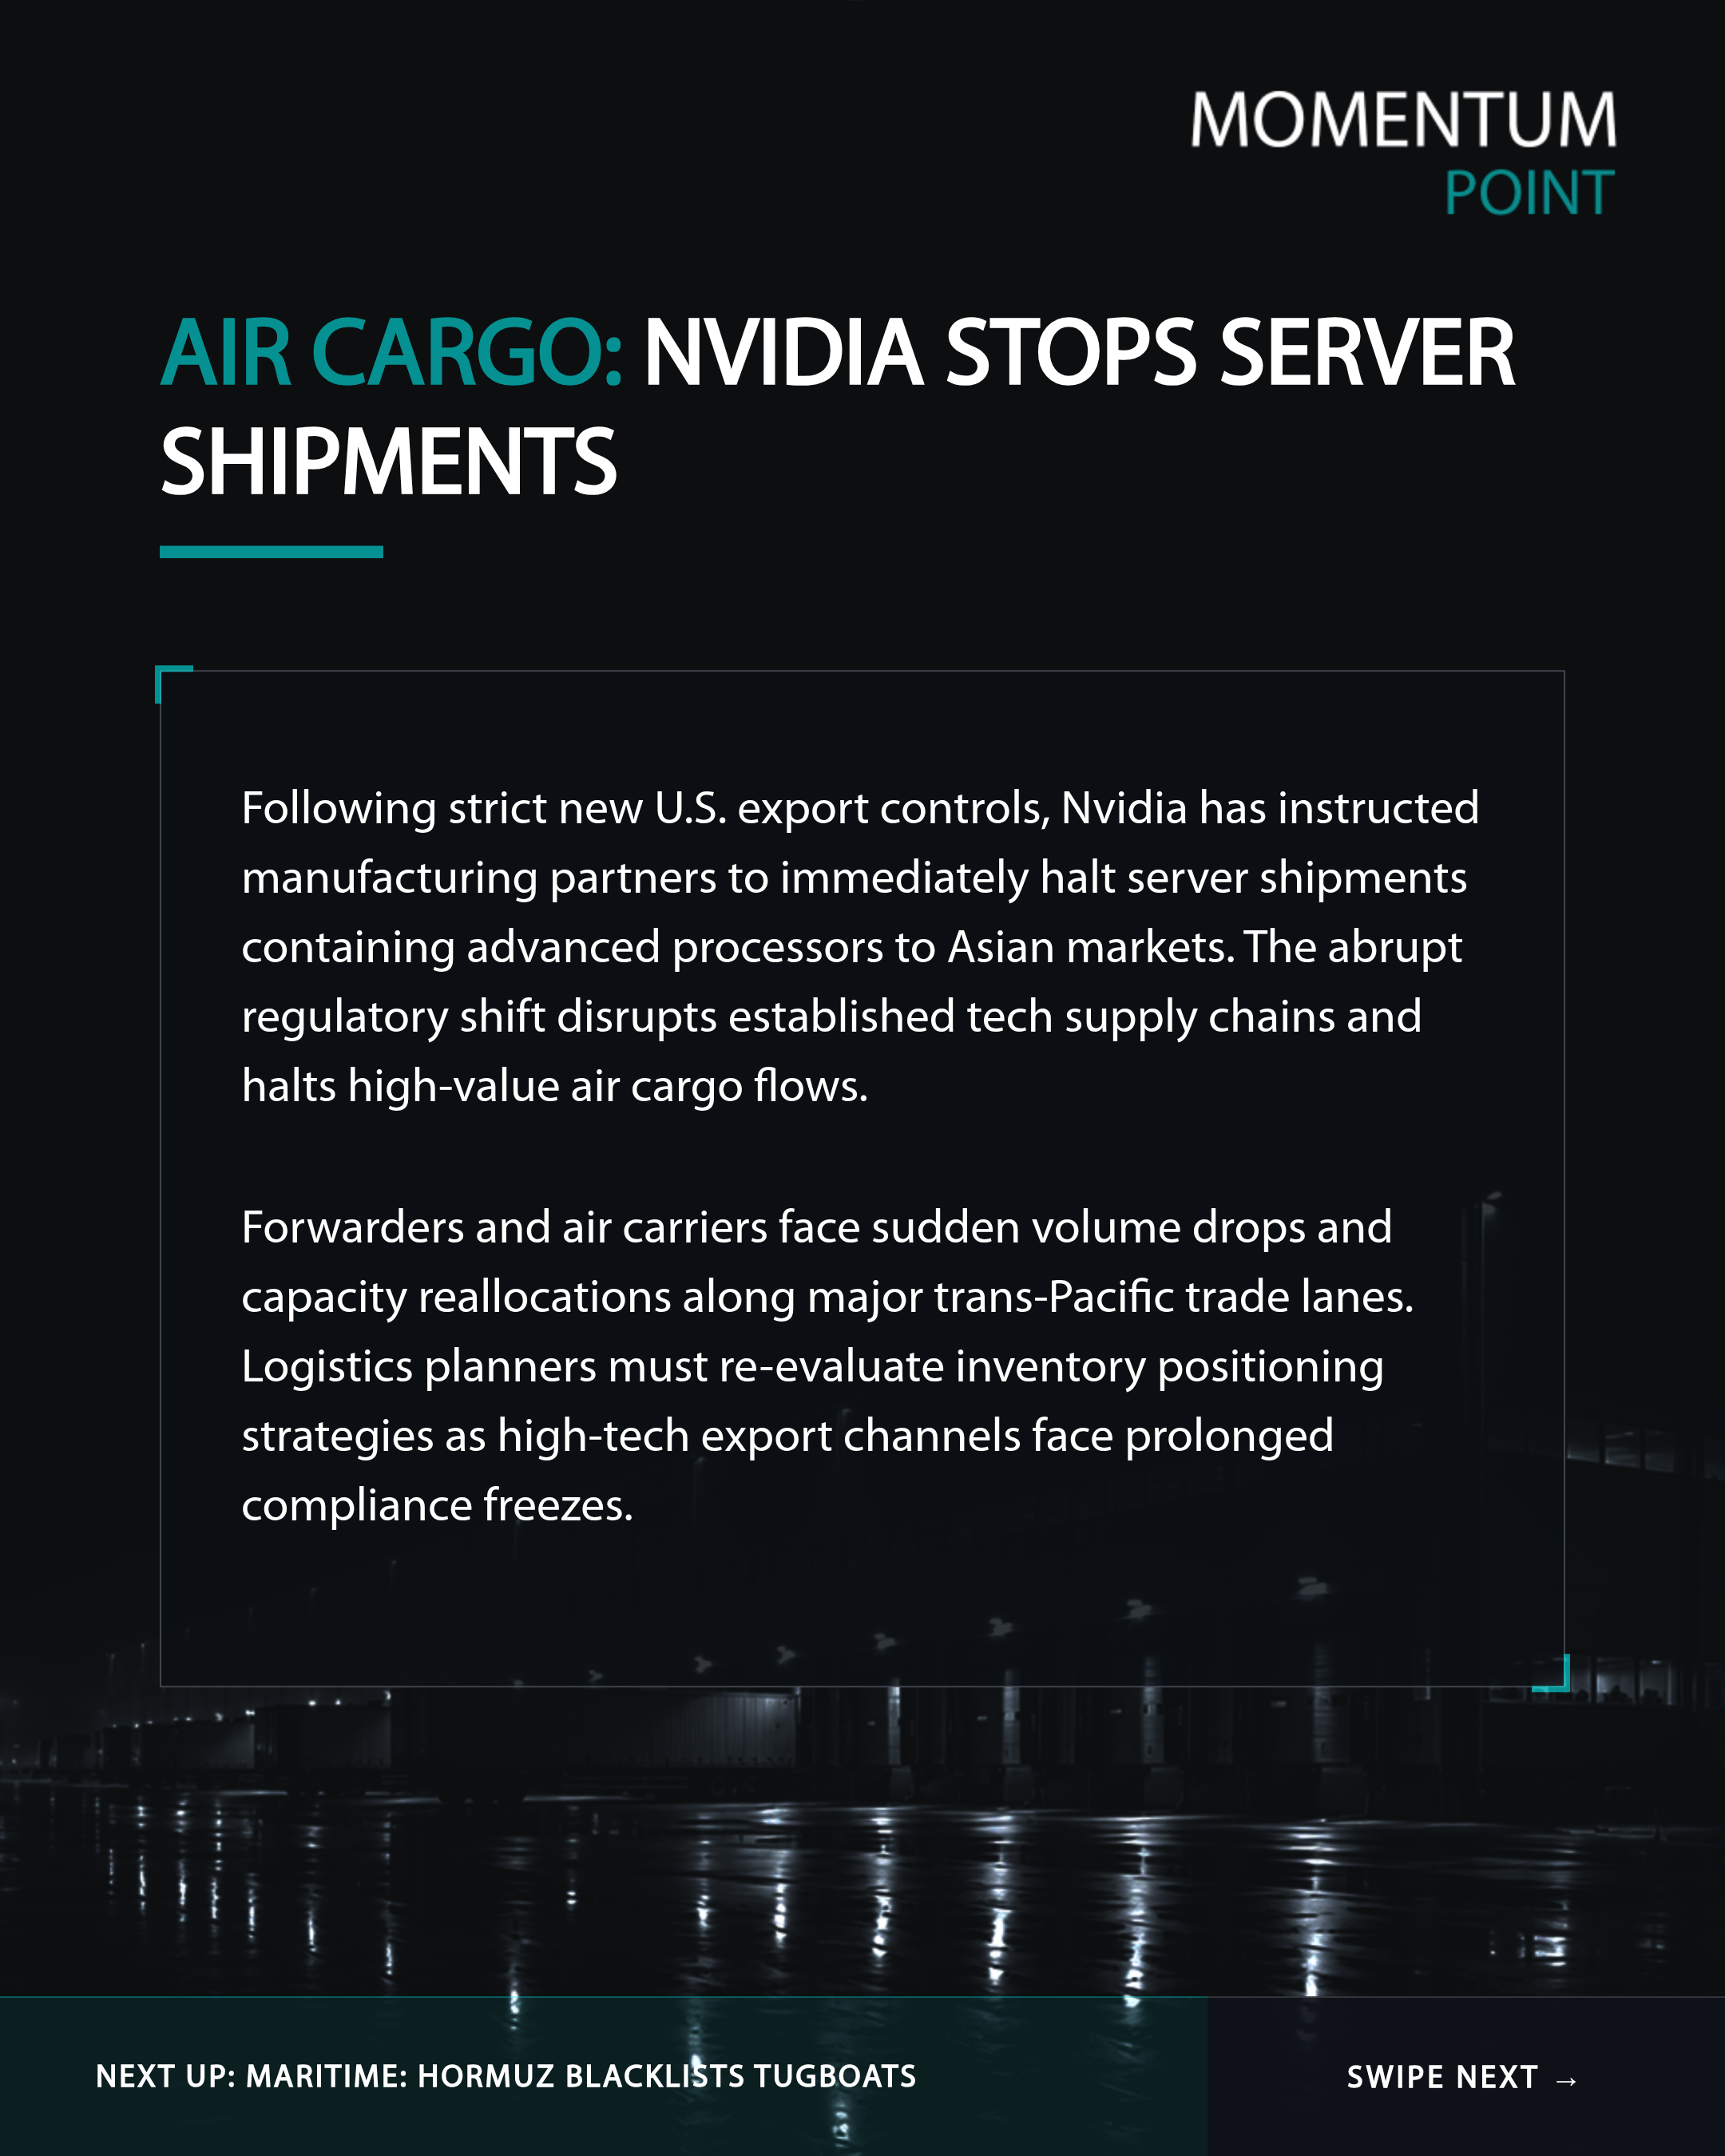 MOMENTUM
POINT
AIR CARGO: NVIDIA STOPS SERVER
SHIPMENTS
Following strict new U.S. export controls, Nvidia has instructed
manufacturing partners to immediately halt server shipments
containing advanced processors to Asian markets. The abrupt
regulatory shift disrupts established tech supply chains and
halts high-value air cargo flows.
Forwarders and air carriers face sudden volume drops and
capacity reallocations along major trans-Pacific trade lanes.
Logistics planners must re-evaluate inventory positioning
strategies as high-tech export channels face prolonged
compliance freezes.
NEXT UP: MARITIME: HORMUZ BLACKLISTS TUGBOATS
SWIPE NEXT →